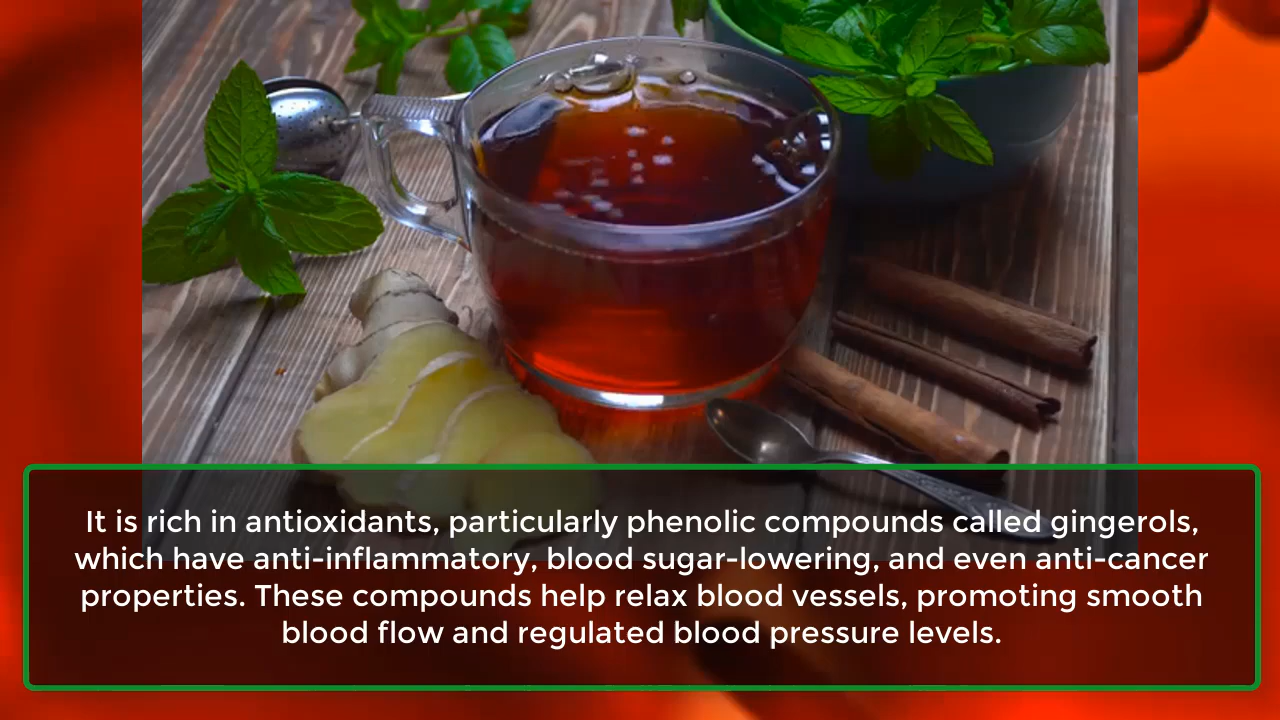 It is rich in antioxidants, particularly phenolic compounds called gingerols,
which have anti-inflammatory, blood sugar-lowering, and even anti-cancer
properties. These compounds help relax blood vessels, promoting smooth
blood flow and regulated blood pressure levels.